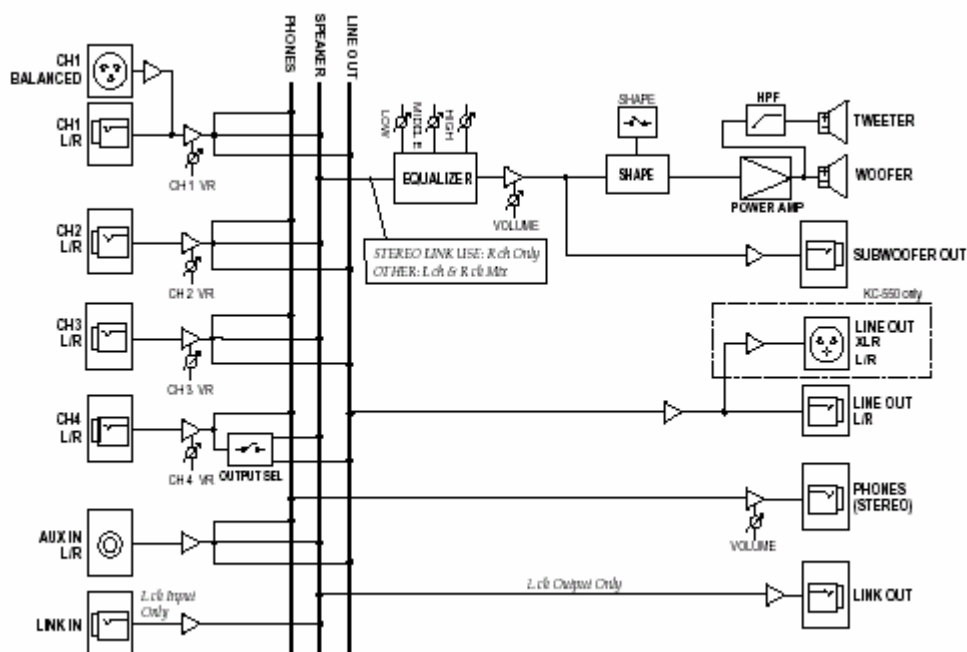 PHONES
SPEAKER
LINE OUT
CH1
BALANCED
CH1
L/R
CH 1 VR
CH2
L/R
CH 2 VR
CH3
L/R
CH 3 VR
CH4
L/R
CH 4 VR
OUTPUT SEL
AUX IN
L/R
L ch Input
Only
LINK IN
LOW
MIDDLE
HIGH
EQUALIZER
VOLUME
STEREO LINK USE: R ch Only
OTHER: L ch & R ch Mix
SHAPE
SHAPE
HPF
POWER AMP
TWEETER
WOOFER
SUBWOOFER OUT
KC-550 only
LINE OUT
XLR
L/R
LINE OUT
L/R
PHONES
(STEREO)
VOLUME
L ch Output Only
LINK OUT